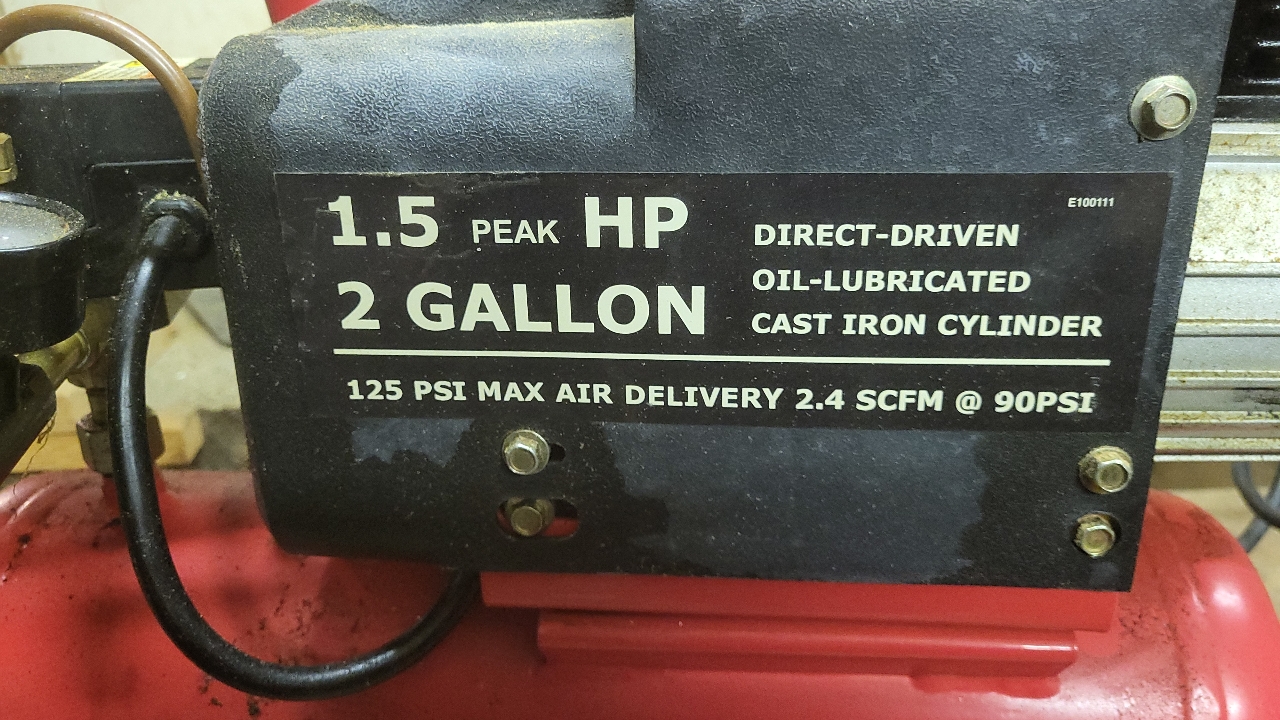 E100111
1.5 PEAK HP
2 GALLON
DIRECT-DRIVEN
OIL-LUBRICATED
CAST IRON CYLINDER
125 PSI MAX AIR DELIVERY 2.4 SCFM @ 90PSI